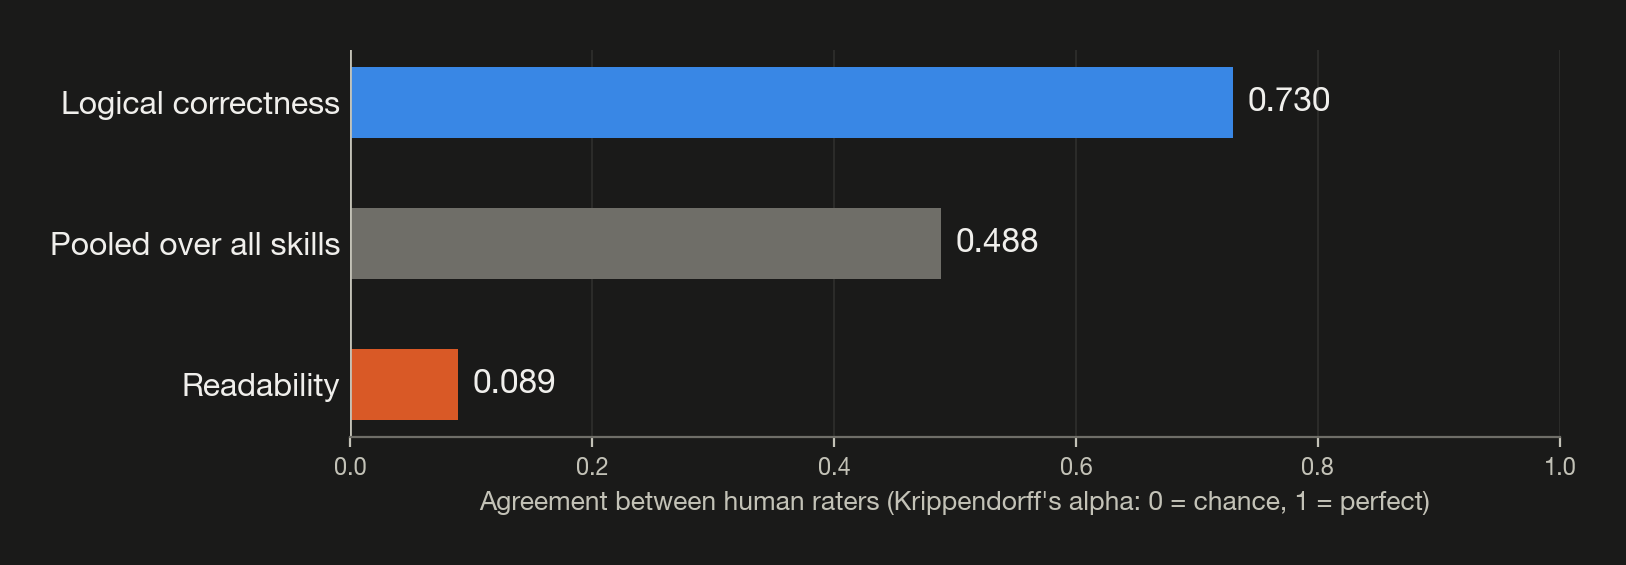 Logical correctness 0.730
Pooled over all skills 0.488
Readability 0.089
0.0 0.2 0.4 0.6 0.8 1.0
Agreement between human raters (Krippendorff's alpha: 0 = chance, 1 = perfect)